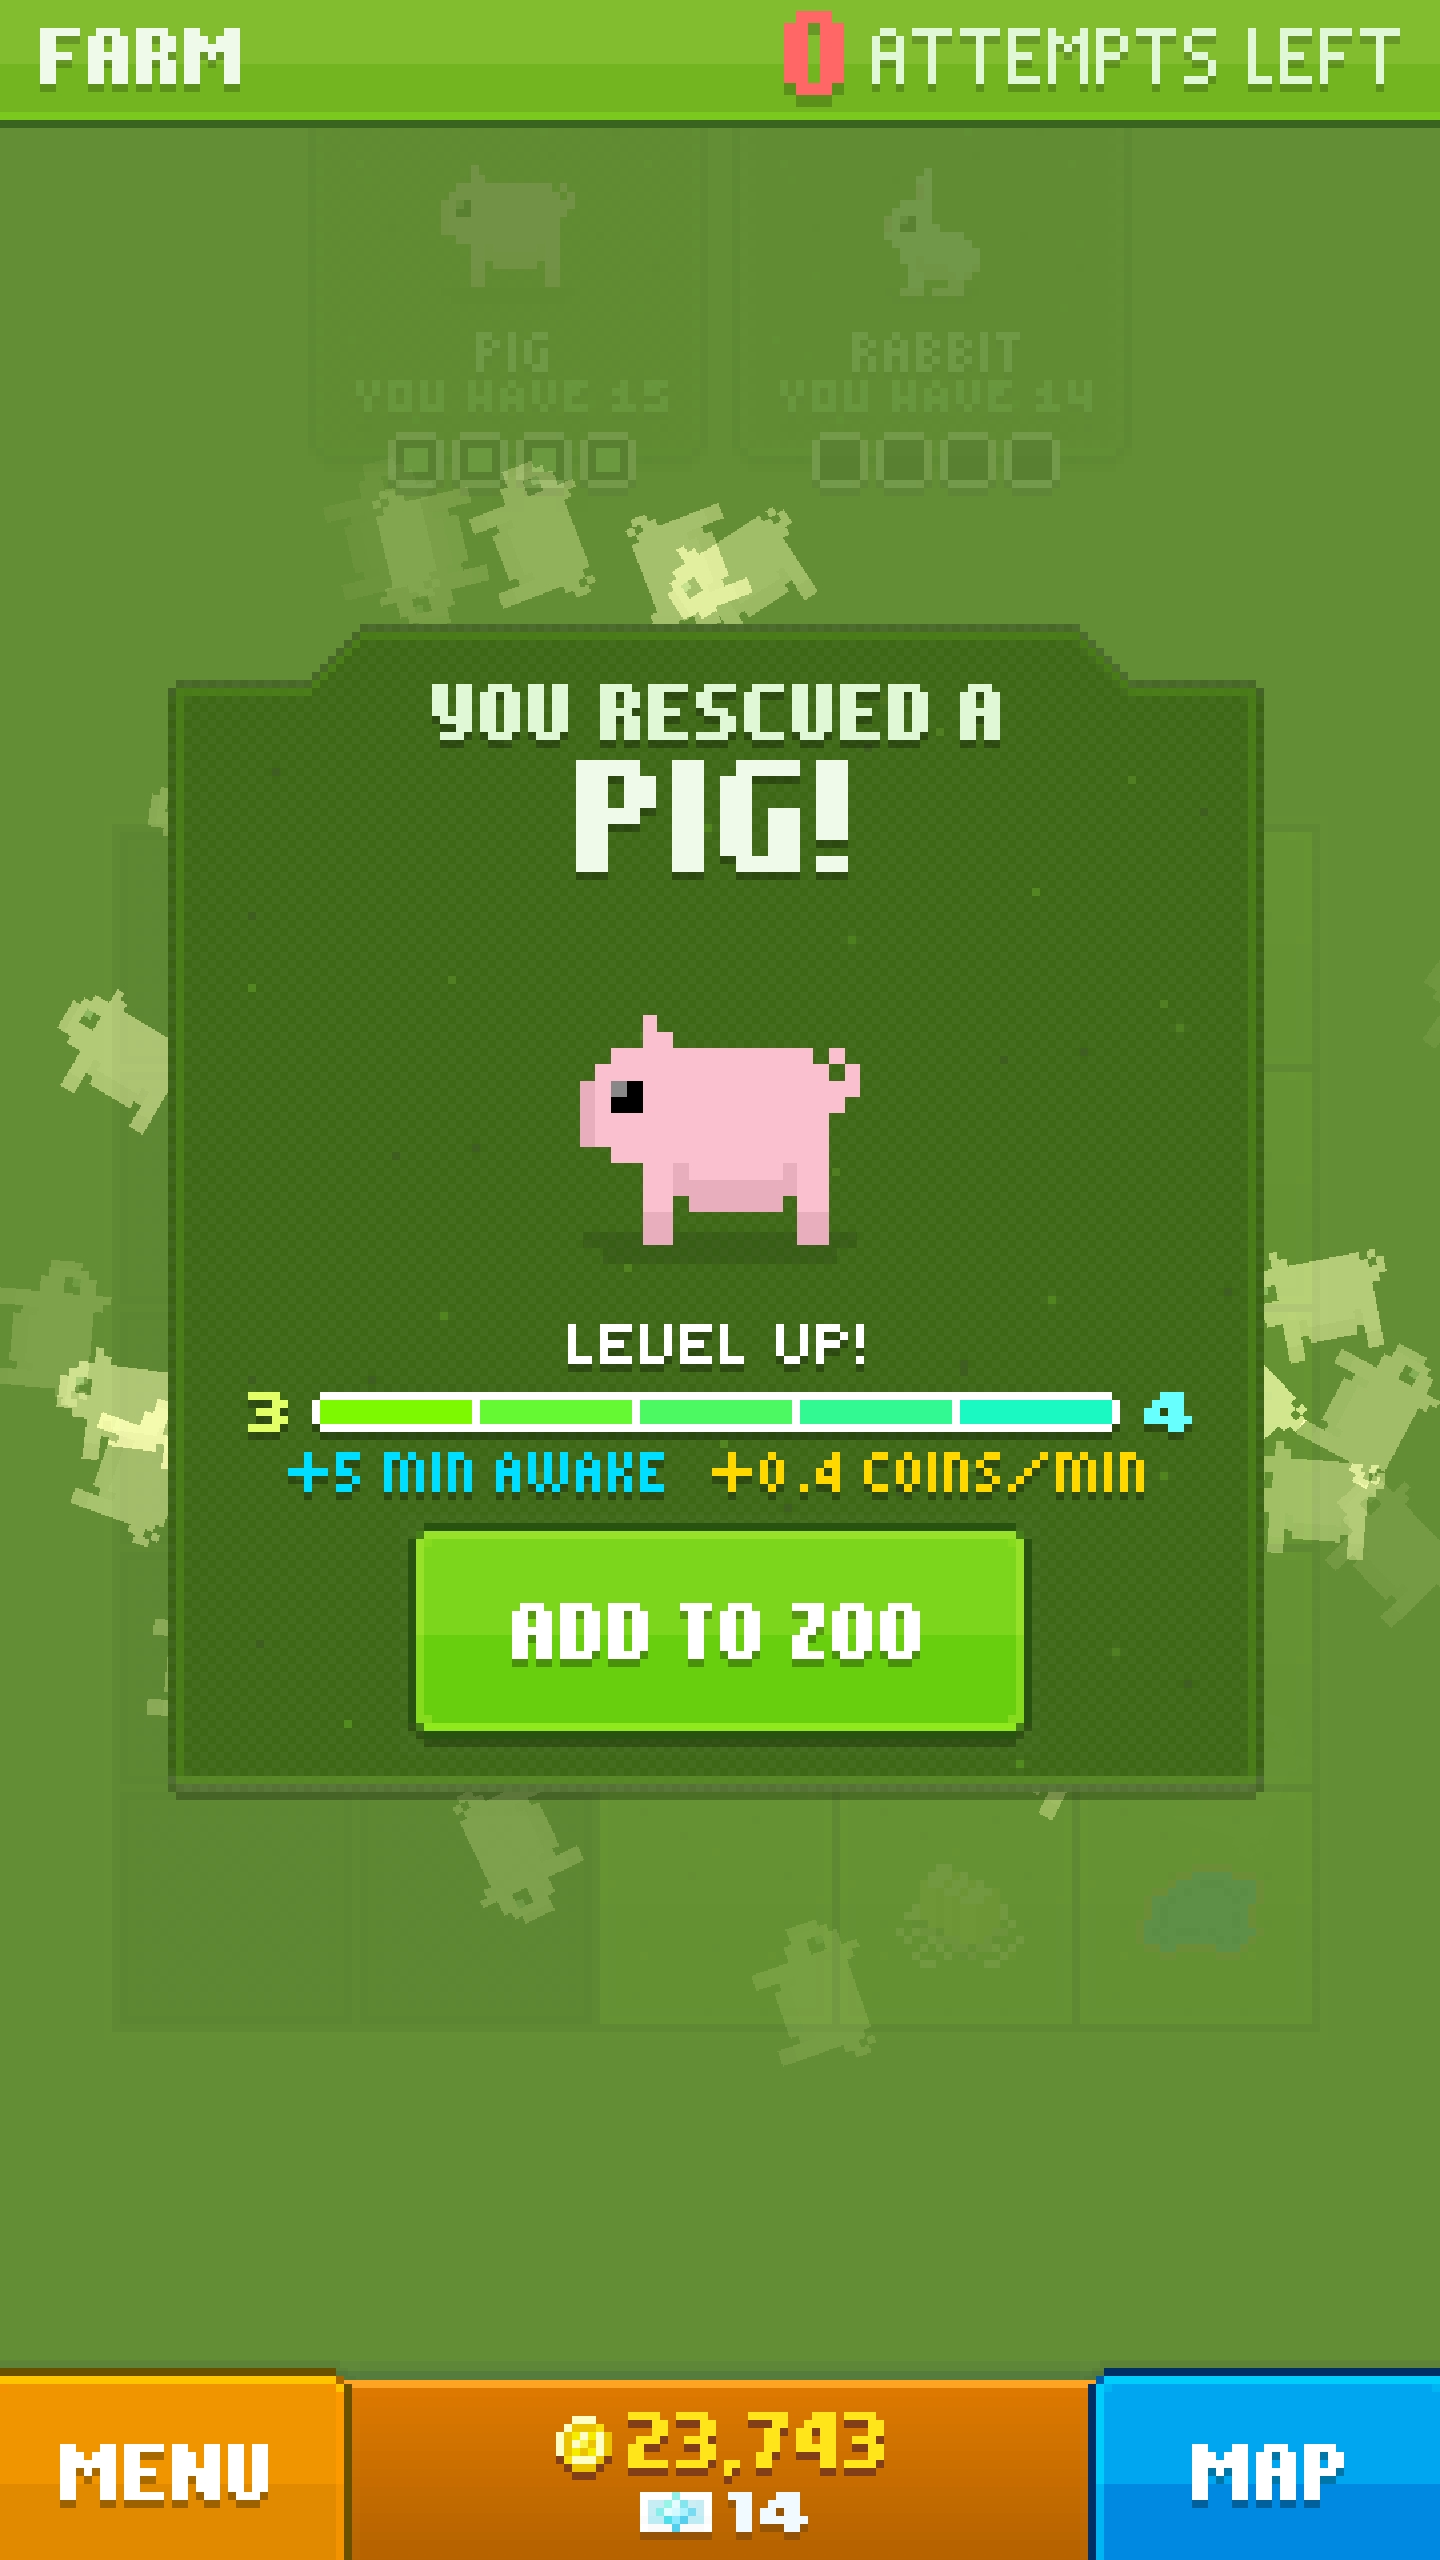 FARM
0 ATTEMPTS LEFT
PIG
YOU HAVE 15
RABBIT
YOU HAVE 14
YOU RESCUED A
PIG!
LEVEL UP!
3
4
+5 MIN AWAKE +0.4 COINS/MIN
ADD TO ZOO
MENU
23,743
14
MAP